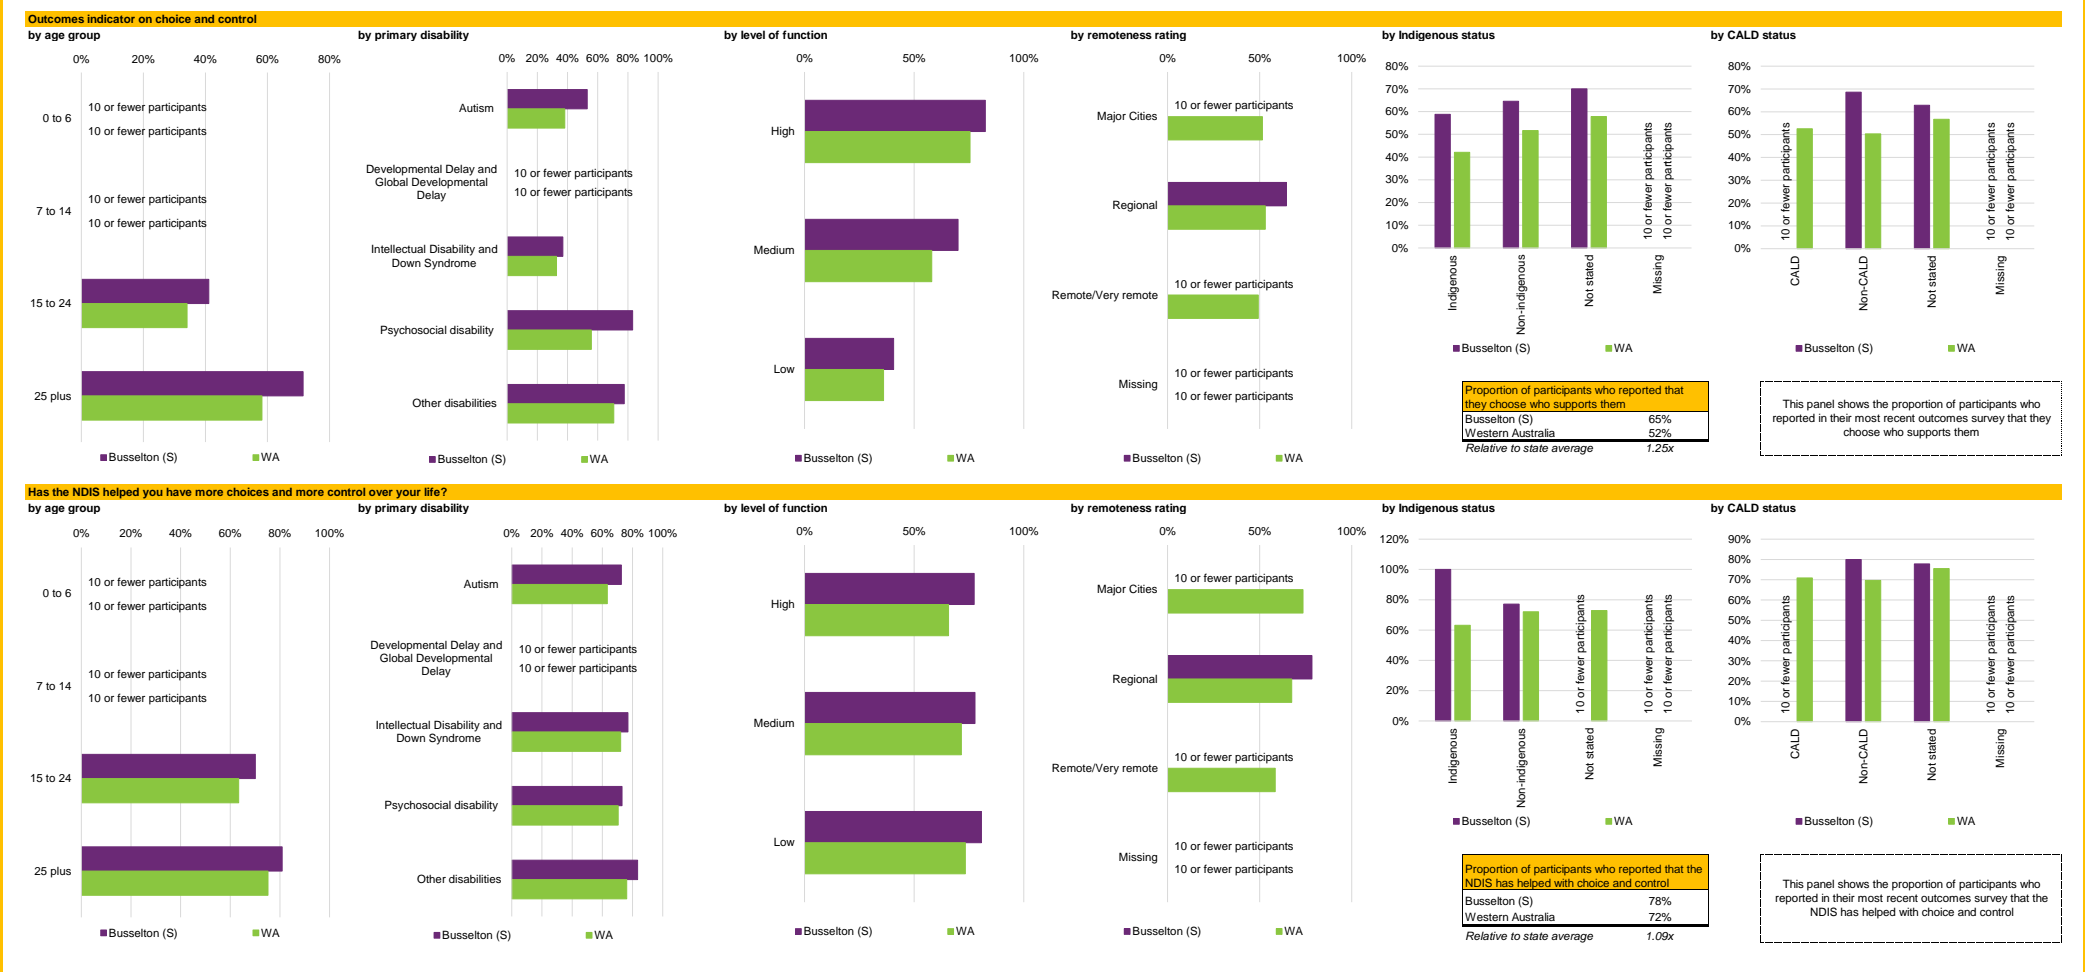 Outcomes indicator on choice and control
by age group
0% 20% 40% 60% 80%
0 to 6
10 or fewer participants
10 or fewer participants
7 to 14
10 or fewer participants
10 or fewer participants
15 to 24
25 plus
Busselton (S) WA
by primary disability
0% 20% 40% 60% 80% 100%
Autism
Developmental Delay and
Global Developmental
Delay
10 or fewer participants
10 or fewer participants
Intellectual Disability and
Down Syndrome
Psychosocial disability
Other disabilities
Busselton (S) WA
by level of function
0% 50% 100%
High
Medium
Low
Busselton (S) WA
by remoteness rating
0% 50% 100%
Major Cities
10 or fewer participants
Regional
Remote/Very remote
10 or fewer participants
Missing
10 or fewer participants
10 or fewer participants
Busselton (S) WA
by Indigenous status
80%
70%
60%
50%
40%
30%
20%
10%
0%
10 or fewer participants
10 or fewer participants
Indigenous
Non-indigenous
Not stated
Missing
Busselton (S) WA
by CALD status
80%
70%
60%
50%
40%
30%
20%
10%
0%
10 or fewer participants
10 or fewer participants
10 or fewer participants
CALD
Non-CALD
Not stated
Missing
Busselton (S) WA
Proportion of participants who reported that
they choose who supports them
Busselton (S) 65%
Western Australia 52%
Relative to state average 1.25x
This panel shows the proportion of participants who
reported in their most recent outcomes survey that they
choose who supports them
Has the NDIS helped you have more choices and more control over your life?
by age group
0% 20% 40% 60% 80% 100%
0 to 6
10 or fewer participants
10 or fewer participants
7 to 14
10 or fewer participants
10 or fewer participants
15 to 24
25 plus
Busselton (S) WA
by primary disability
0% 20% 40% 60% 80% 100%
Autism
Developmental Delay and
Global Developmental
Delay
10 or fewer participants
10 or fewer participants
Intellectual Disability and
Down Syndrome
Psychosocial disability
Other disabilities
Busselton (S) WA
by level of function
0% 50% 100%
High
Medium
Low
Busselton (S) WA
by remoteness rating
0% 50% 100%
Major Cities
10 or fewer participants
Regional
Remote/Very remote
10 or fewer participants
Missing
10 or fewer participants
10 or fewer participants
Busselton (S) WA
by Indigenous status
120%
100%
80%
60%
40%
20%
0%
10 or fewer participants
10 or fewer participants
10 or fewer participants
Indigenous
Non-indigenous
Not stated
Missing
Busselton (S) WA
by CALD status
90%
80%
70%
60%
50%
40%
30%
20%
10%
0%
10 or fewer participants
10 or fewer participants
10 or fewer participants
CALD
Non-CALD
Not stated
Missing
Busselton (S) WA
Proportion of participants who reported that the
NDIS has helped with choice and control
Busselton (S) 78%
Western Australia 72%
Relative to state average 1.09x
This panel shows the proportion of participants who
reported in their most recent outcomes survey that the
NDIS has helped with choice and control